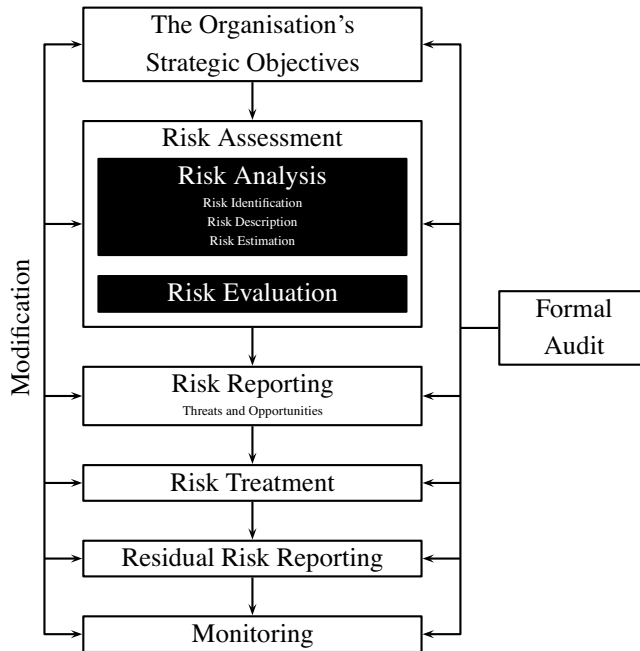 The Organisation’s
Strategic Objectives
Risk Assessment
Risk Analysis
Risk Identification
Risk Description
Risk Estimation
Risk Evaluation
Modification
Formal
Audit
Risk Reporting
Threats and Opportunities
Risk Treatment
Residual Risk Reporting
Monitoring